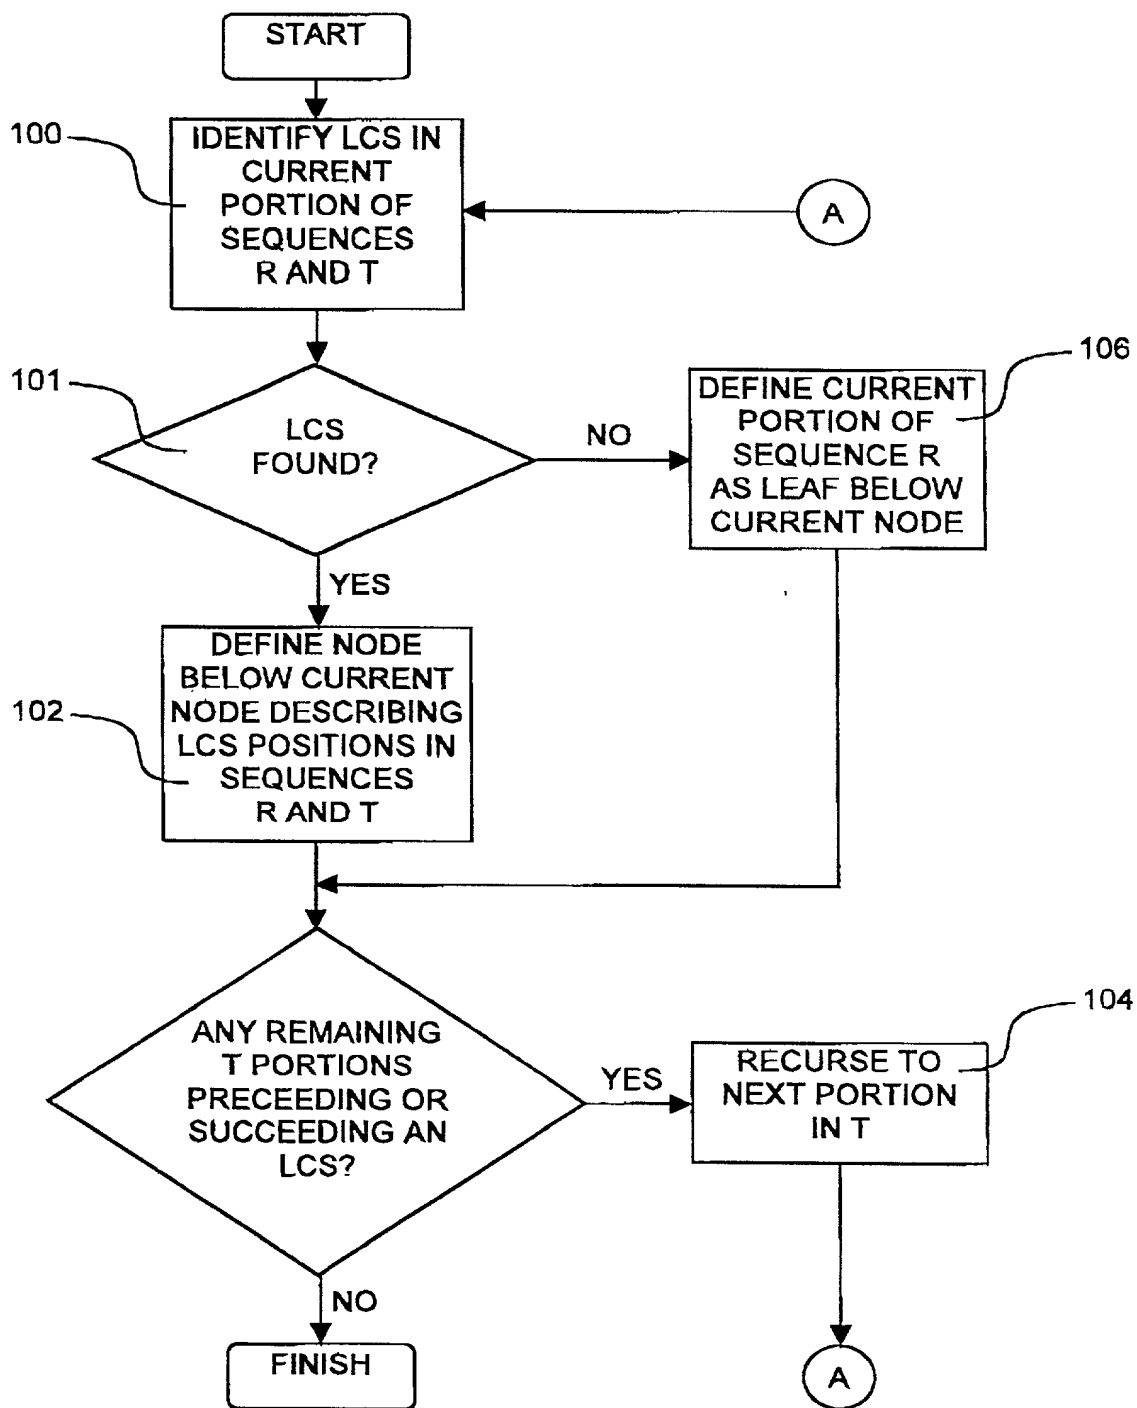 START
100
IDENTIFY LCS IN
CURRENT
PORTION OF
SEQUENCES
R AND T
A
101
LCS
FOUND?
NO
106
DEFINE CURRENT
PORTION OF
SEQUENCE R
AS LEAF BELOW
CURRENT NODE
YES
102
DEFINE NODE
BELOW CURRENT
NODE DESCRIBING
LCS POSITIONS IN
SEQUENCES
R AND T
ANY REMAINING
T PORTIONS
PRECEEDING OR
SUCCEEDING AN
LCS?
YES
104
RECURSE TO
NEXT PORTION
IN T
NO
FINISH
A